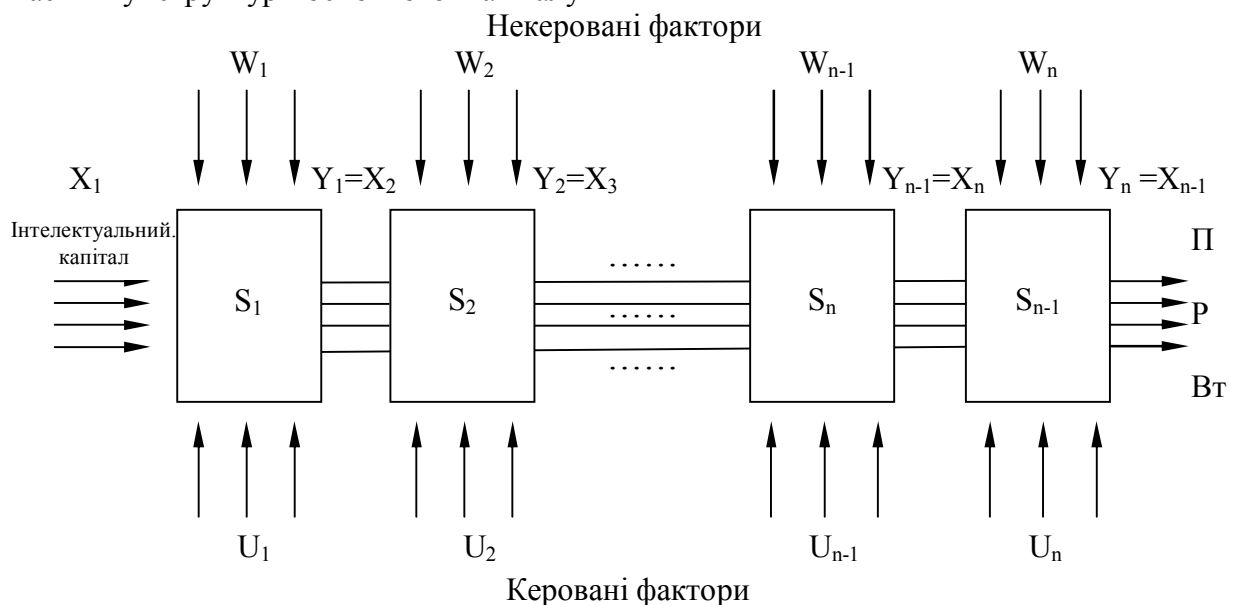 Некеровані фактори
W₁ W₂ Wₙ₋₁ Wₙ
X₁ Y₁=X₂ Y₂=X₃ Yₙ₋₁=Xₙ Yₙ =Xₙ₋₁
Інтелектуальний.
капітал
П
......
S₁ S₂ ...... Sₙ Sₙ₋₁ Р
......
Вт
U₁ U₂ Uₙ₋₁ Uₙ
Керовані фактори